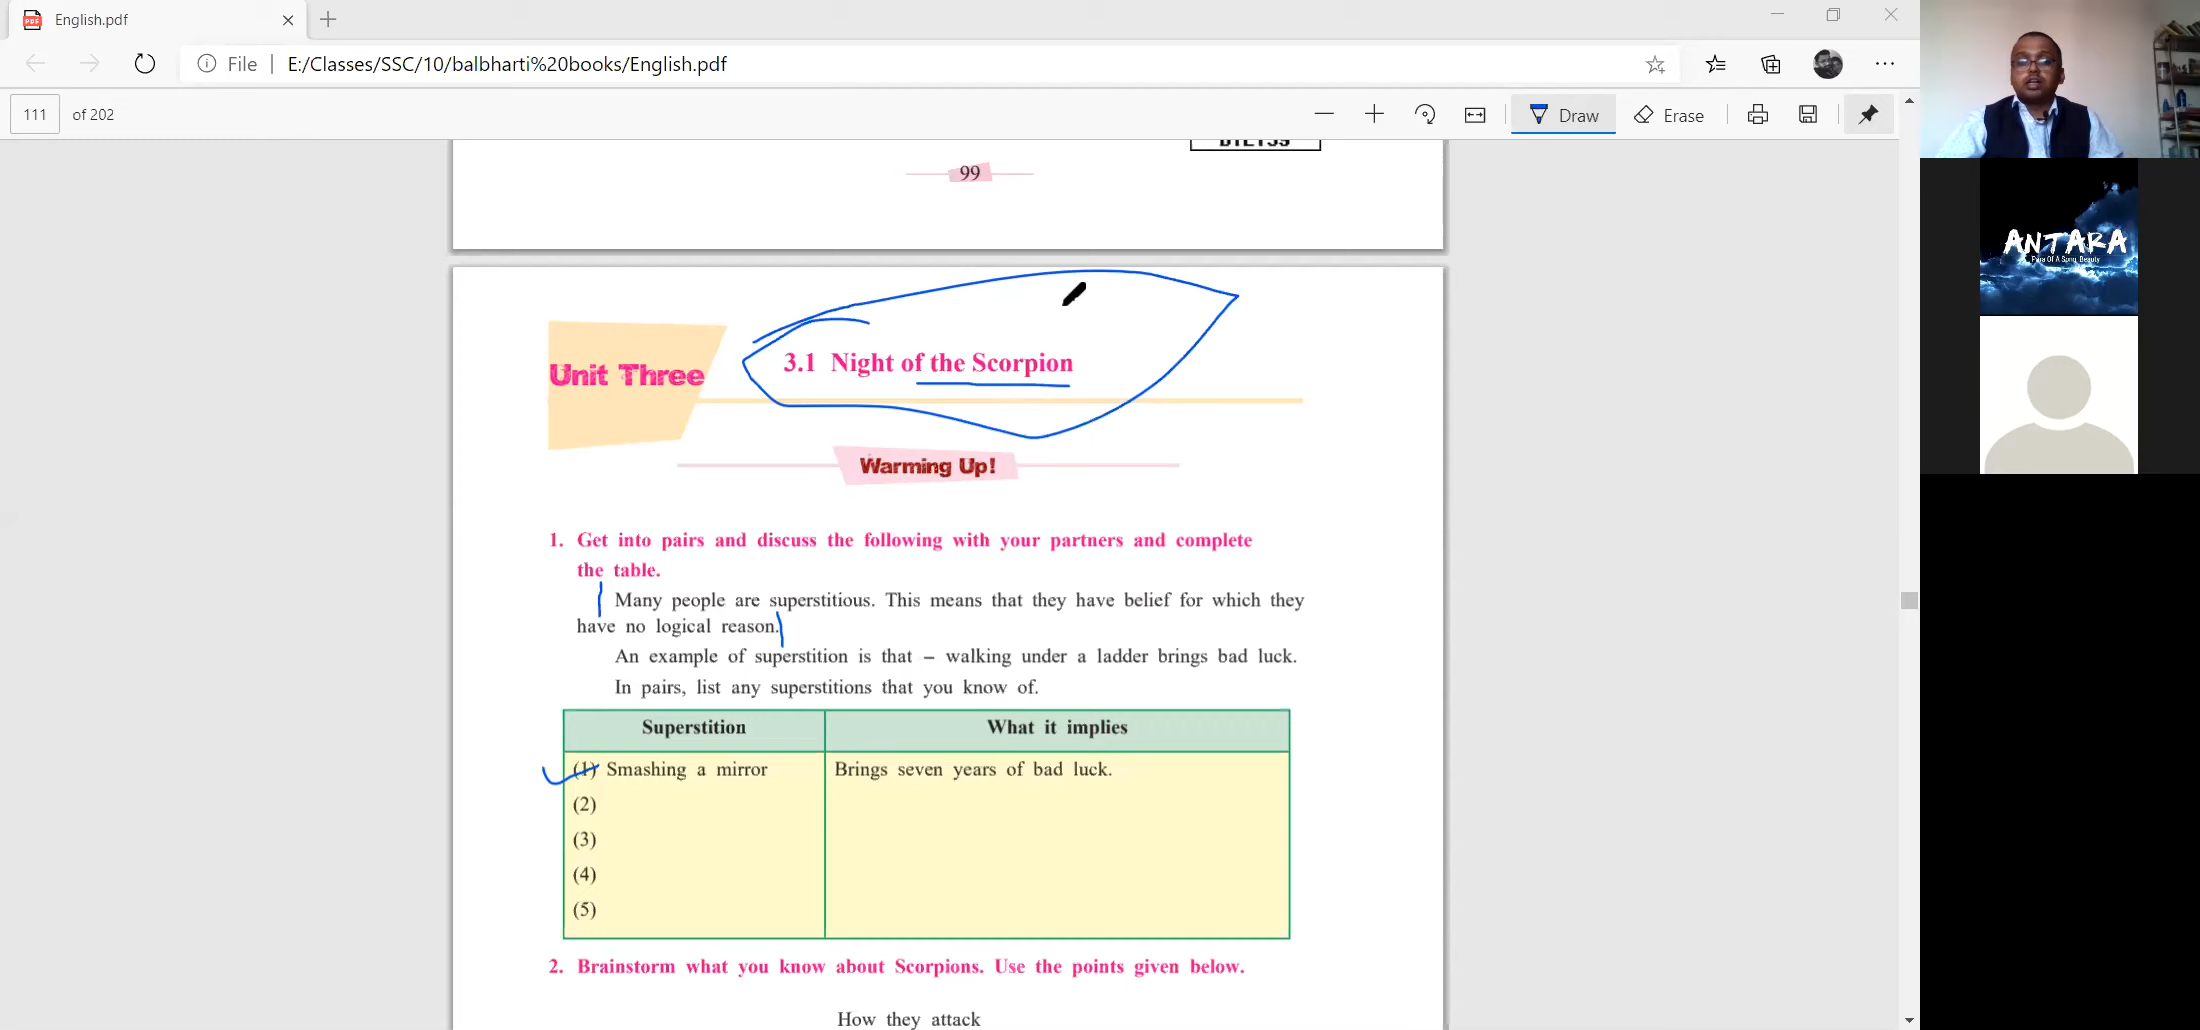 English.pdf
File | E:/Classes/SSC/10/balbharti%20books/English.pdf
111 of 202
Draw
Erase
99
ANTARA
Unit Three
3.1 Night of the Scorpion
Warming Up!
1. Get into pairs and discuss the following with your partners and complete
the table.
Many people are superstitious. This means that they have belief for which they
have no logical reason.
An example of superstition is that – walking under a ladder brings bad luck.
In pairs, list any superstitions that you know of.
Superstition What it implies
(1) Smashing a mirror Brings seven years of bad luck.
(2)
(3)
(4)
(5)
2. Brainstorm what you know about Scorpions. Use the points given below.
How they attack